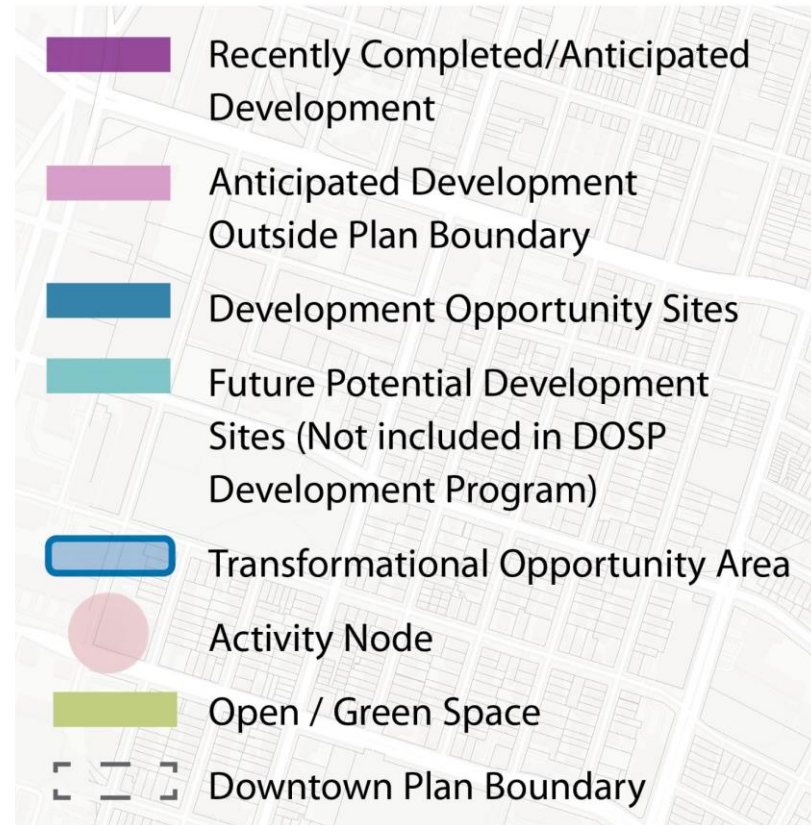 Recently Completed/Anticipated
Development
Anticipated Development
Outside Plan Boundary
Development Opportunity Sites
Future Potential Development
Sites (Not included in DOSP
Development Program)
Transformational Opportunity Area
Activity Node
Open / Green Space
Downtown Plan Boundary